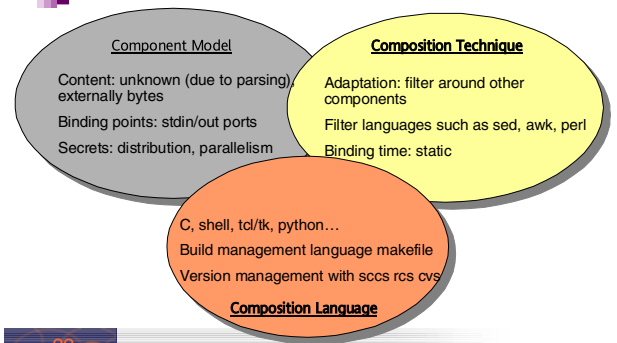 Component Model
Content: unknown (due to parsing),
externally bytes
Binding points: stdin/out ports
Secrets: distribution, parallelism
Composition Technique
Adaptation: filter around other
components
Filter languages such as sed, awk, perl
Binding time: static
C, shell, tcl/tk, python…
Build management language makefile
Version management with sccs rcs cvs
Composition Language